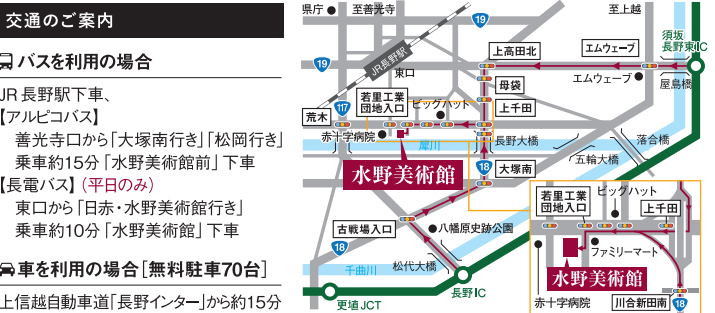 交通のご案内
バスを利用の場合
JR長野駅下車、
【アルピコバス】
善光寺口から「大塚南行き」「松岡行き」
乗車約15分「水野美術館前」下車
【長電バス】(平日のみ)
東口から「日赤・水野美術館行き」
乗車約10分「水野美術館」下車
車を利用の場合[無料駐車70台]
上信越自動車道「長野インター」から約15分
県庁
至善光寺
19
至上越
須坂
長野東IC
JR長野駅
上高田北
エムウェーブ
19
東口
エムウェーブ
屋島橋
母袋
117
若里工業
団地入口
ビッグハット
上千田
荒木
赤十字病院
犀川
長野大橋
落合橋
五輪大橋
水野美術館
18
大塚南
古戦場入口
八幡原史跡公園
18
千曲川
松代大橋
長野IC
更埴JCT
若里工業
団地入口
ビッグハット
上千田
ファミリーマート
水野美術館
赤十字病院
川合新田南
18